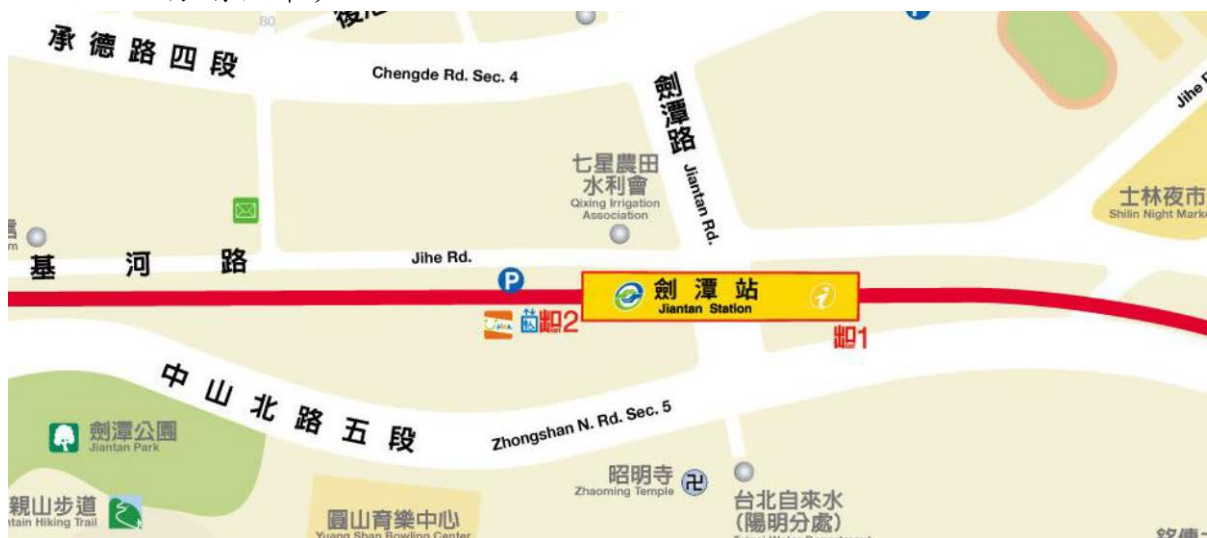 80
承德路四段
Chengde Rd. Sec. 4
劍潭路
Jiantan Rd.
Jihe
七星農田
水利會
Qixing Irrigation
Association
士林夜市
Shilin Night
基河路
Jihe Rd.
P
劍潭站
Jiantan Station
i
出口2
出口1
中山北路五段
Zhongshan N. Rd. Sec. 5
劍潭公園
Jiantan Park
親山步道
Hiking Trail
圓山育樂中心
Yuang Shan Bowling Center
昭明寺
Zhaoming Temple
卍
台北自來水
(陽明分處)